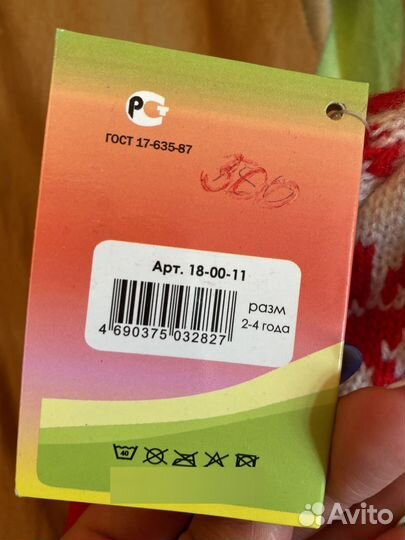 РСТ
ГОСТ 17-635-87
380
Арт. 18-00-11
4 690375 032827
разм
2-4 года
40
Avito